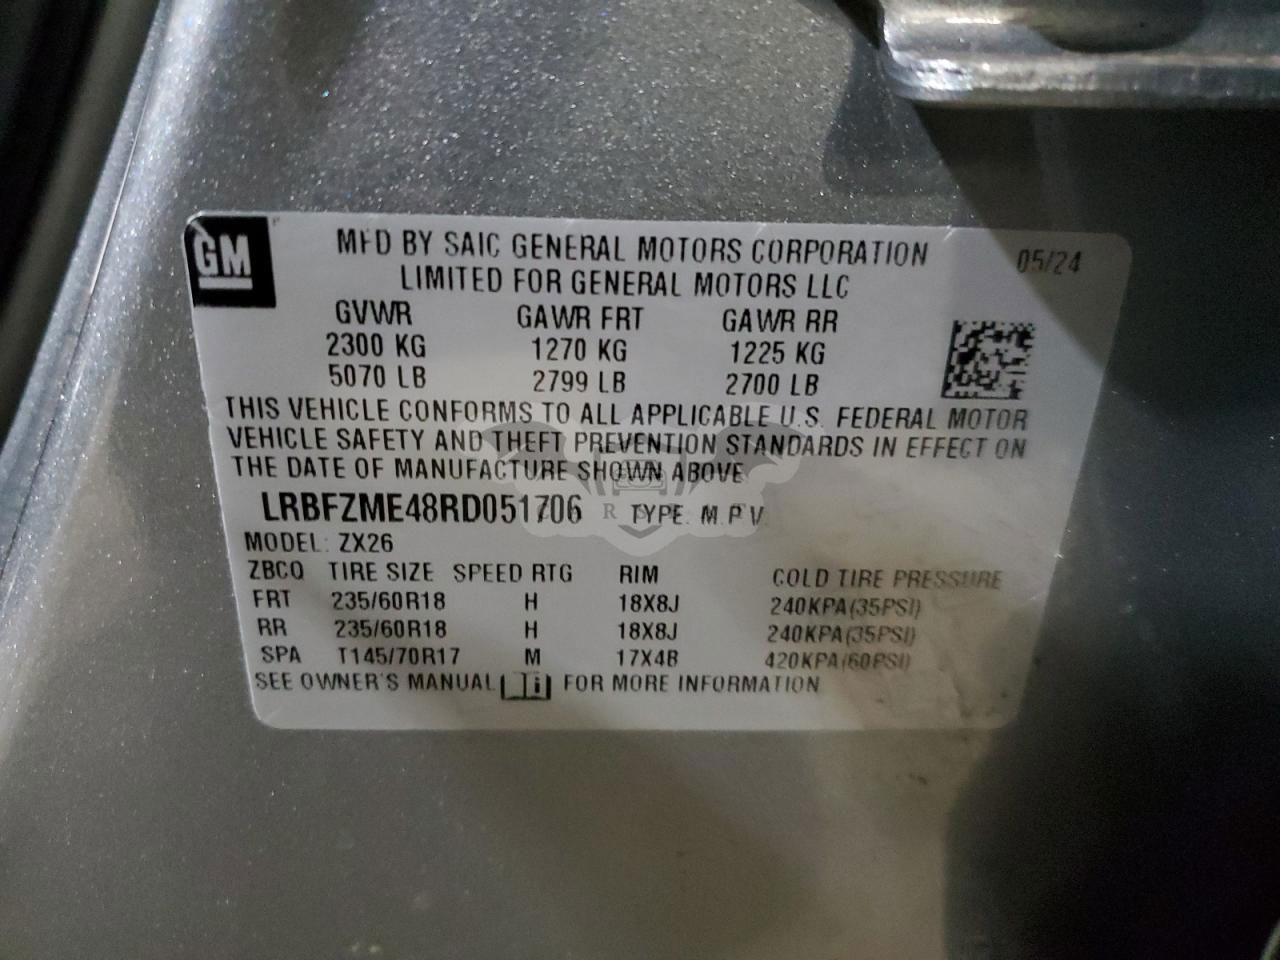 GM
MFD BY SAIC GENERAL MOTORS CORPORATION
LIMITED FOR GENERAL MOTORS LLC
05/24
GVWR GAWR FRT GAWR RR
2300 KG 1270 KG 1225 KG
5070 LB 2799 LB 2700 LB
THIS VEHICLE CONFORMS TO ALL APPLICABLE U.S. FEDERAL MOTOR
VEHICLE SAFETY AND THEFT PREVENTION STANDARDS IN EFFECT ON
THE DATE OF MANUFACTURE SHOWN ABOVE
LRBFZME48RD051706 TYPE: M.P.V.
MODEL: ZX26
ZBCQ TIRE SIZE SPEED RTG RIM COLD TIRE PRESSURE
FRT 235/60R18 H 18X8J 240KPA(35PSI)
RR 235/60R18 H 18X8J 240KPA(35PSI)
SPA T145/70R17 M 17X4B 420KPA(60PSI)
SEE OWNER'S MANUAL FOR MORE INFORMATION